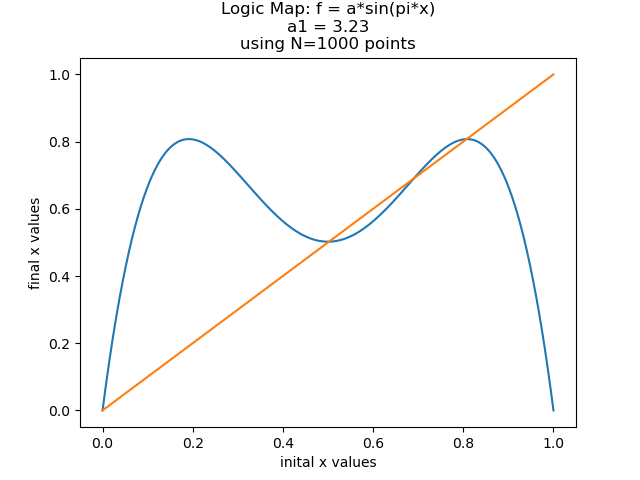 Logic Map: f = a*sin(pi*x)
a1 = 3.23
using N=1000 points
1.0
0.8
0.6
0.4
0.2
0.0
final x values
0.0 0.2 0.4 0.6 0.8 1.0
inital x values